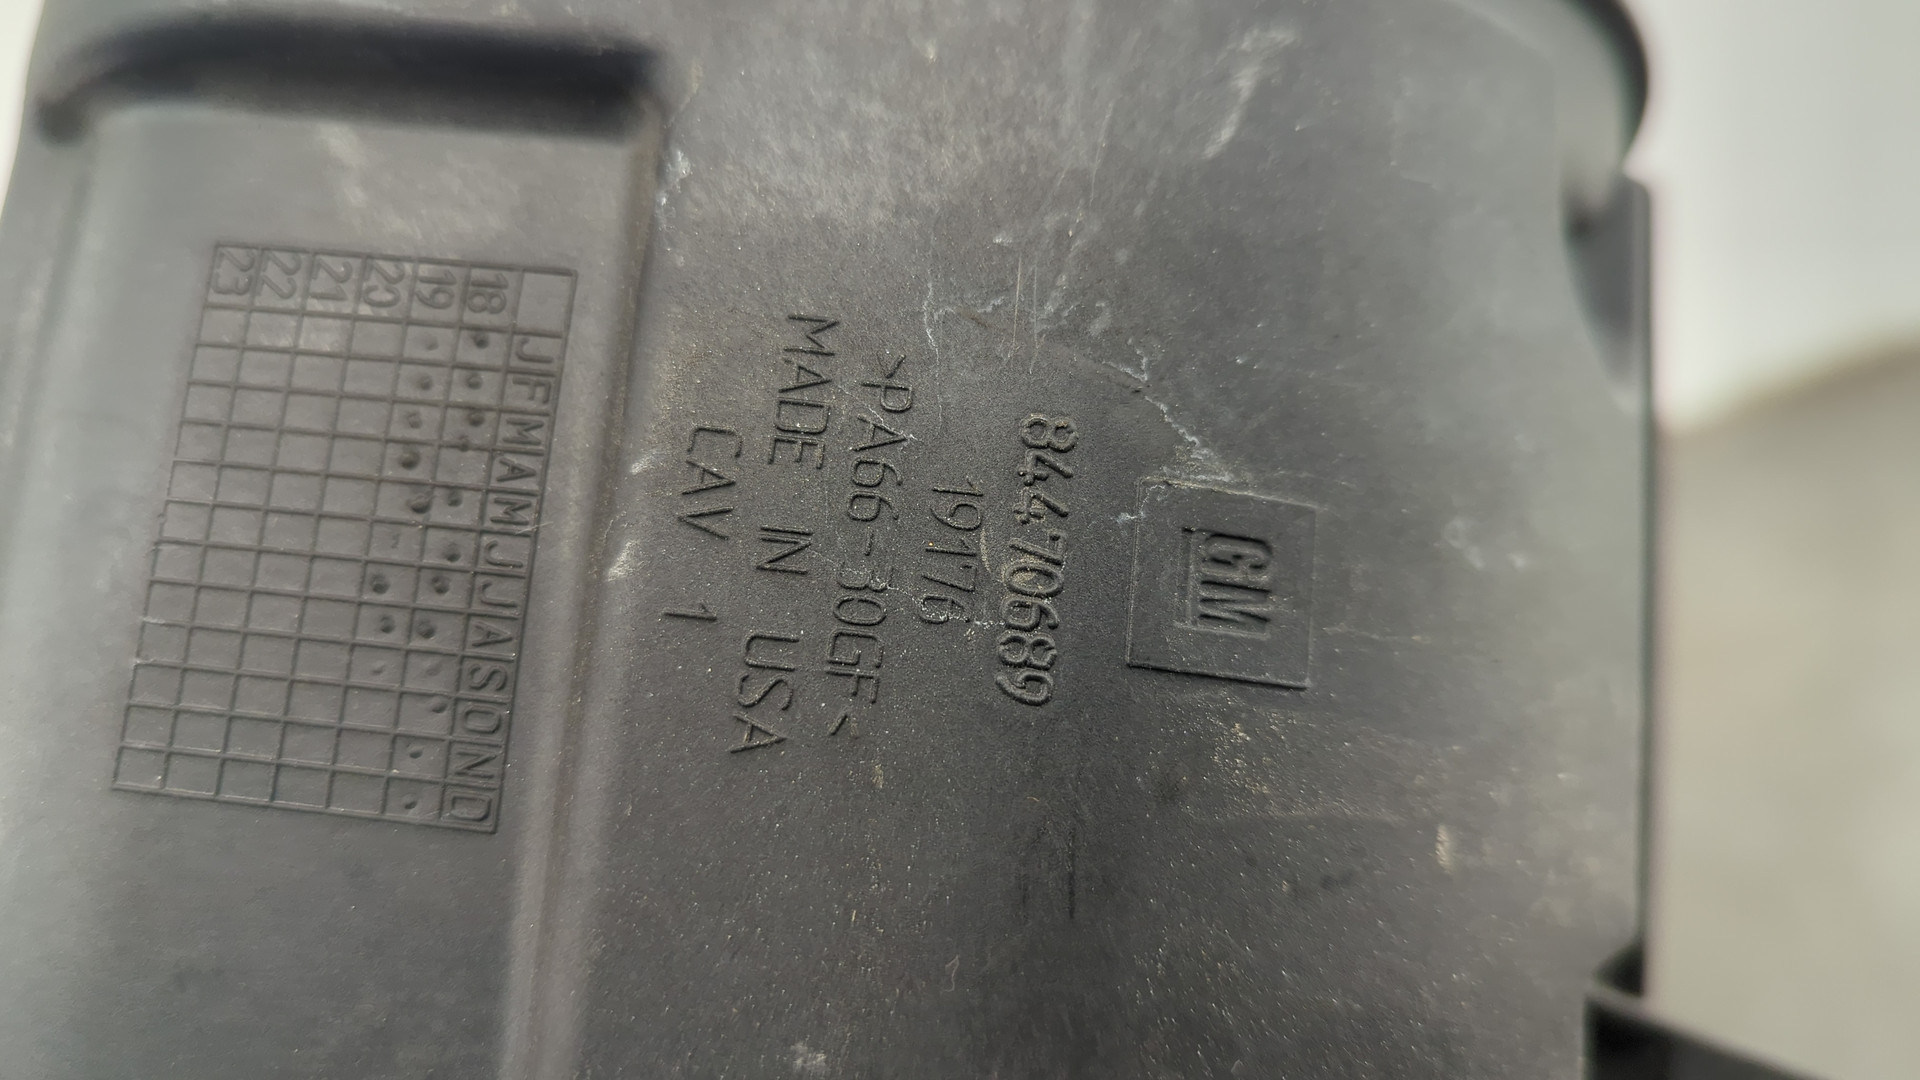 GM
84470689
19176
>PA66-30GF<
MADE IN USA
CAV 1
JFMAMJJASOND
18
19
20
21
22
23